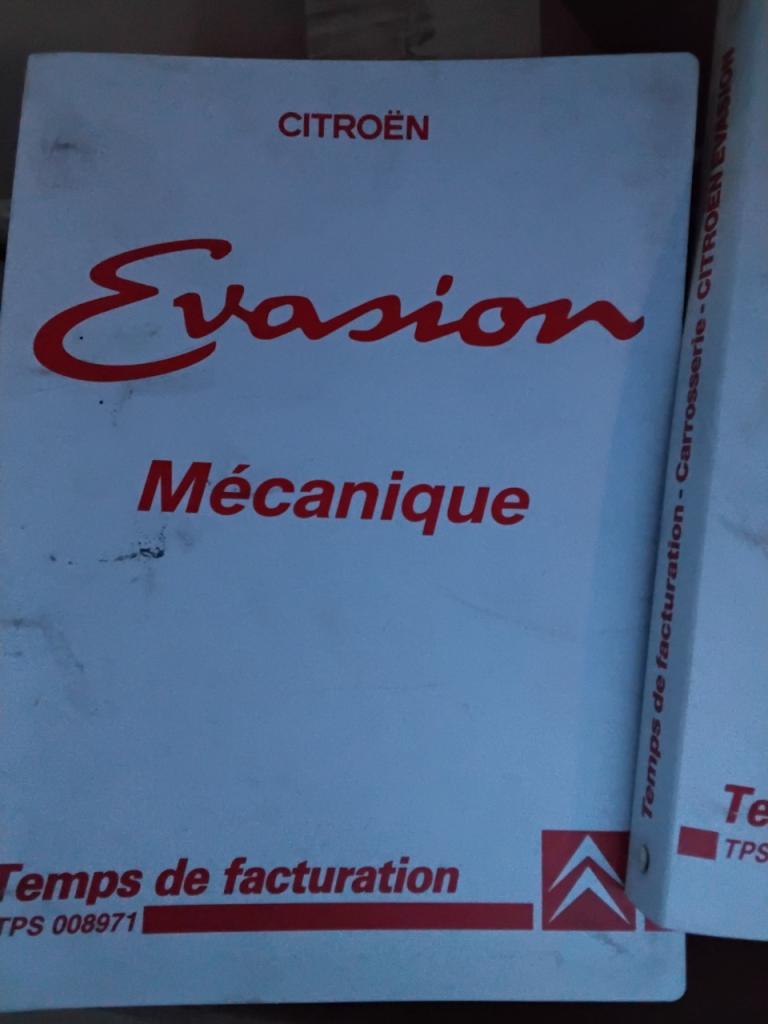 CITROËN
Evasion
Mécanique
Temps de facturation
TPS 008971
Temps de facturation - Carrosserie - CITROËN EVASION
Te
TPS